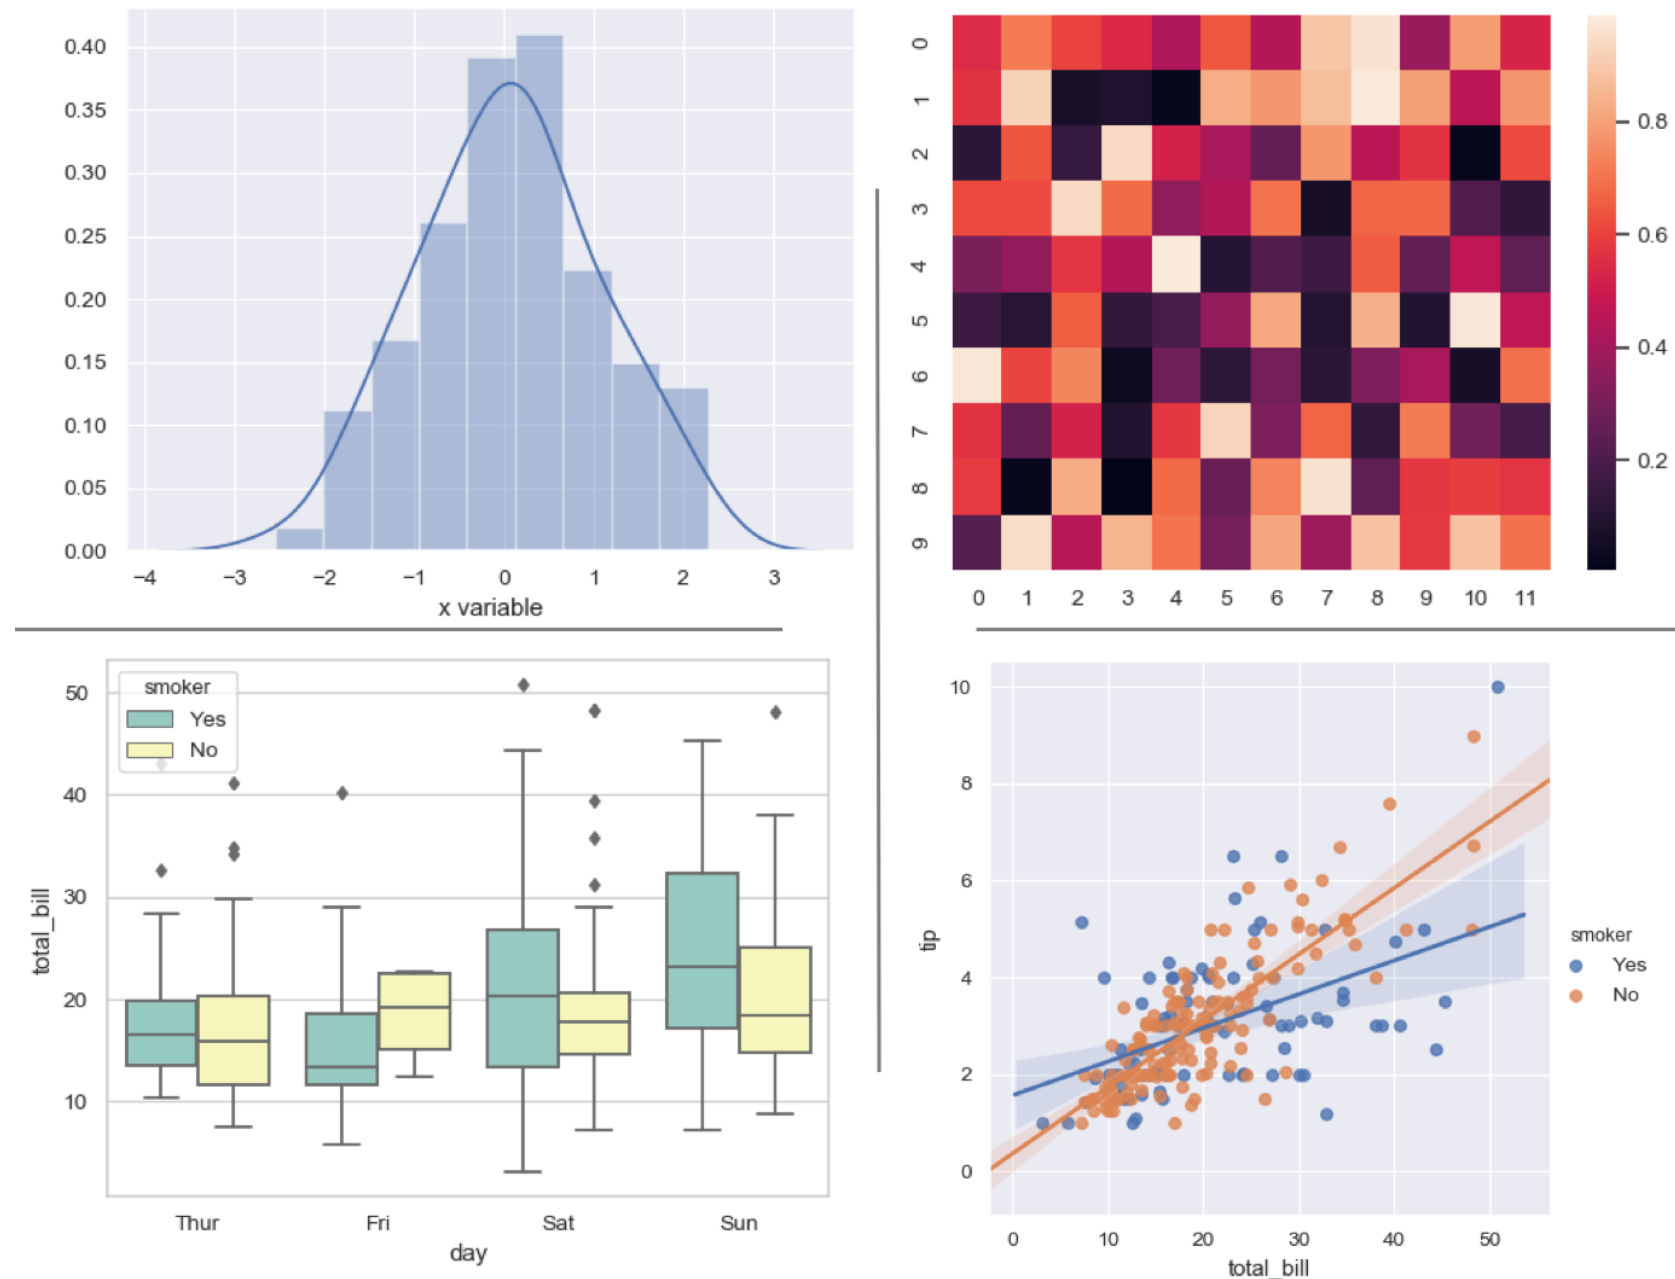 0.40
0.35
0.30
0.25
0.20
0.15
0.10
0.05
0.00
−4 −3 −2 −1 0 1 2 3
x variable
0
1
2
3
4
5
6
7
8
9
0 1 2 3 4 5 6 7 8 9 10 11
0.8
0.6
0.4
0.2
smoker
Yes
No
50
40
30
20
10
total_bill
Thur Fri Sat Sun
day
10
8
6
4
2
0
tip
0 10 20 30 40 50
total_bill
smoker
Yes
No